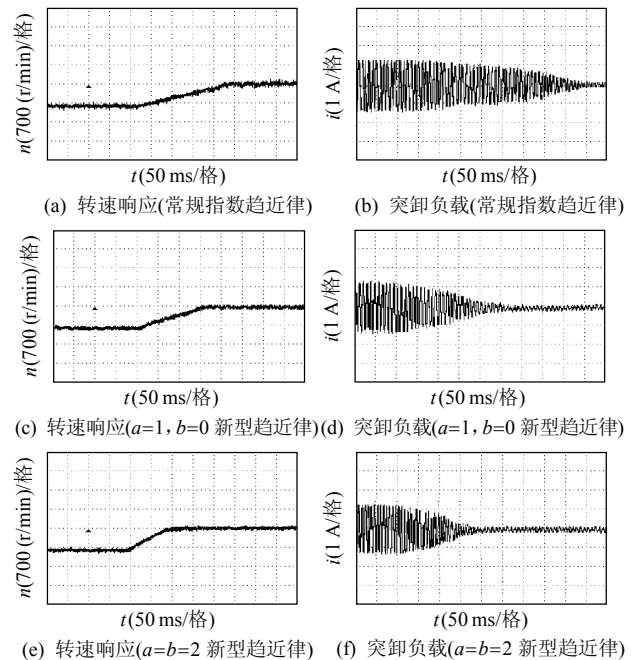 n(700 (r/min)/格)
t(50 ms/格)
(a) 转速响应(常规指数趋近律)
i(1 A/格)
t(50 ms/格)
(b) 突卸负载(常规指数趋近律)
n(700 (r/min)/格)
t(50 ms/格)
(c) 转速响应(a=1，b=0 新型趋近律)
i(1 A/格)
t(50 ms/格)
(d) 突卸负载(a=1，b=0 新型趋近律)
n(700 (r/min)/格)
t(50 ms/格)
(e) 转速响应(a=b=2 新型趋近律)
i(1 A/格)
t(50 ms/格)
(f) 突卸负载(a=b=2 新型趋近律)